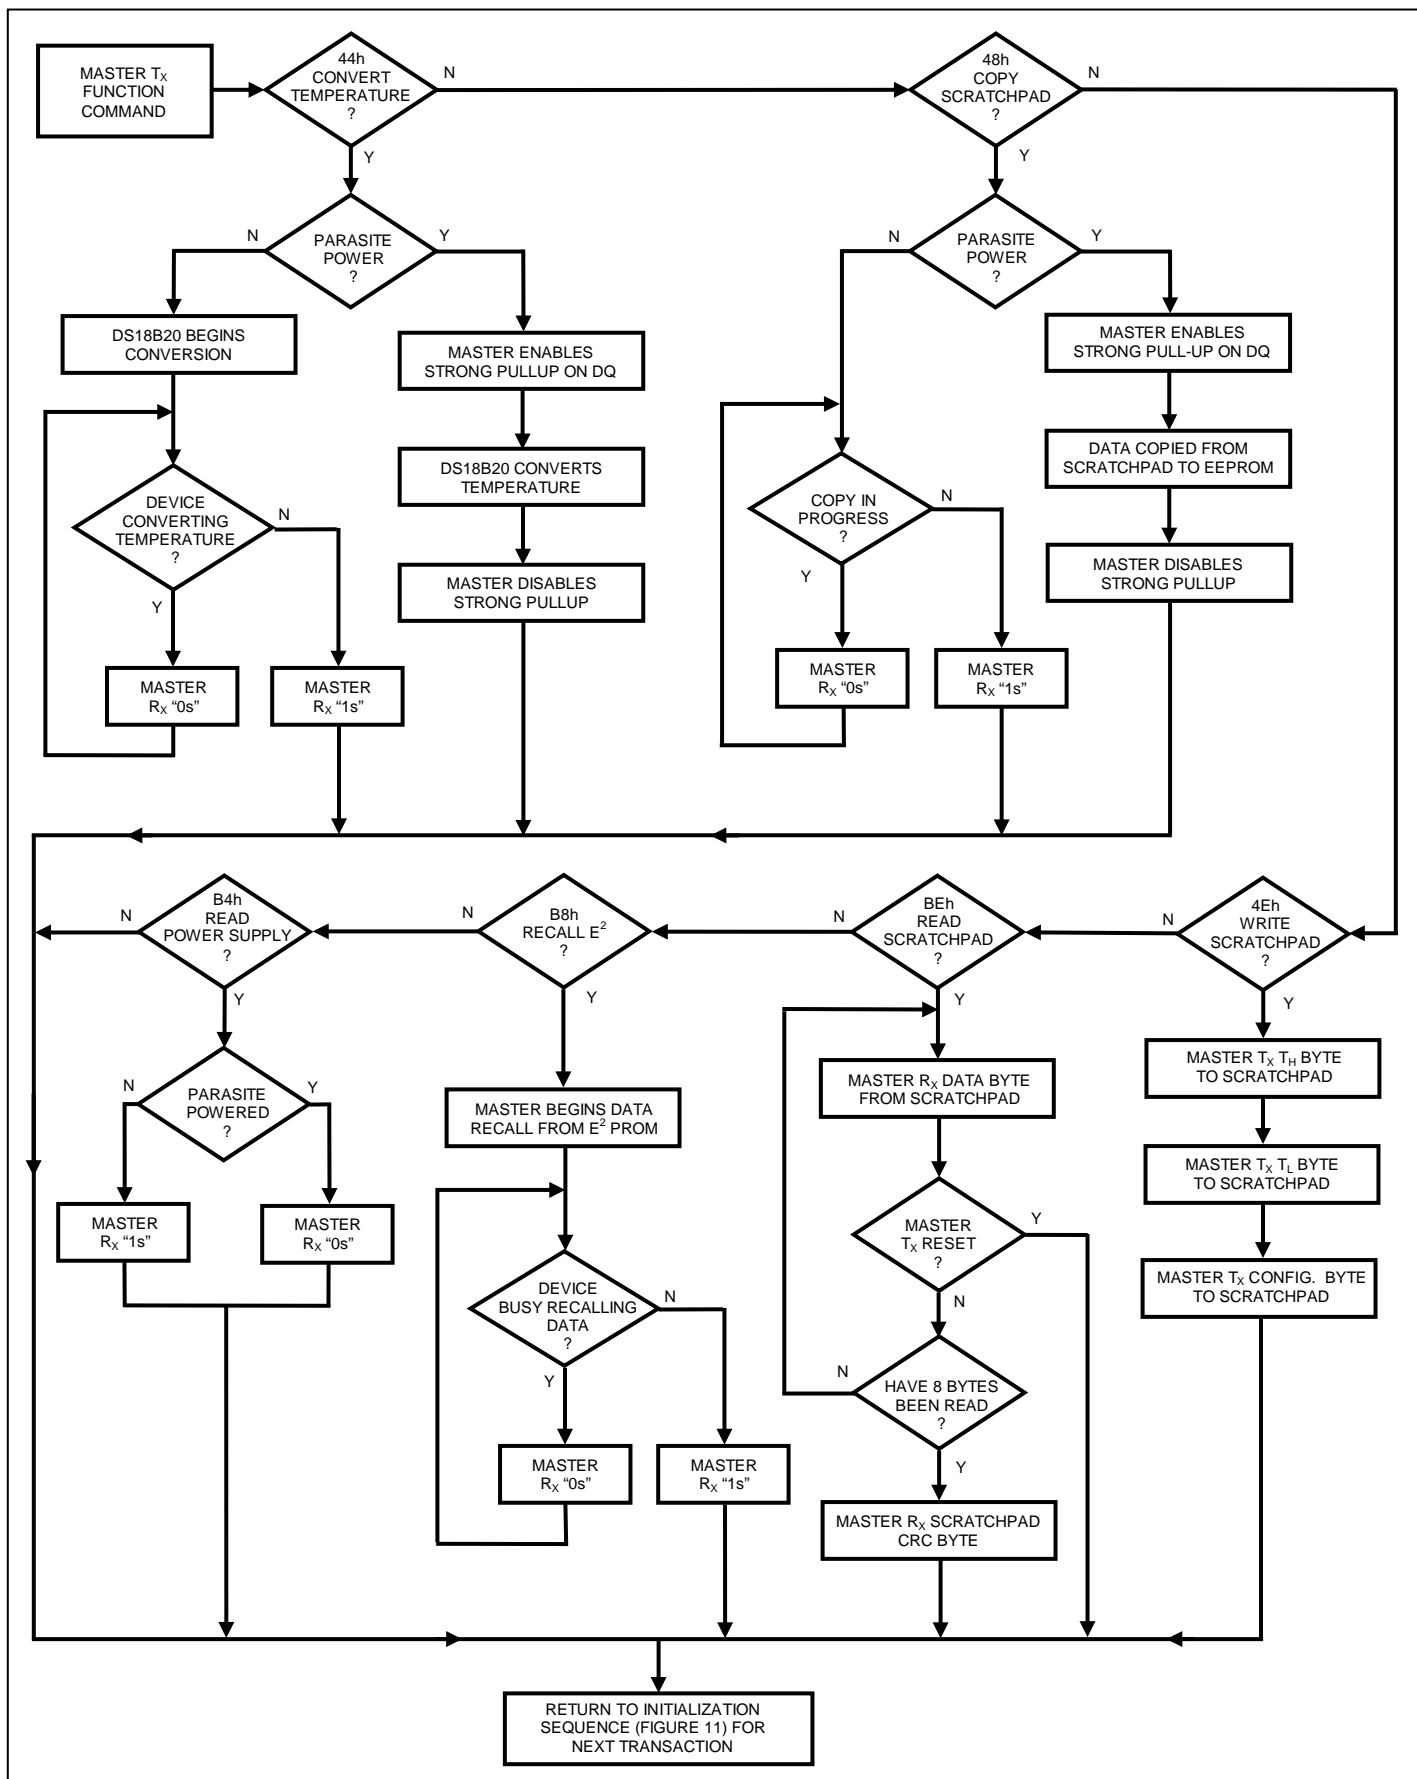 MASTER TX
FUNCTION
COMMAND
44h
CONVERT
TEMPERATURE
?
N
Y
48h
COPY
SCRATCHPAD
?
N
Y
PARASITE
POWER
?
N
Y
DS18B20 BEGINS
CONVERSION
MASTER ENABLES
STRONG PULLUP ON DQ
DEVICE
CONVERTING
TEMPERATURE
?
N
Y
DS18B20 CONVERTS
TEMPERATURE
MASTER DISABLES
STRONG PULLUP
MASTER
RX “0s”
MASTER
RX “1s”
PARASITE
POWER
?
N
Y
MASTER ENABLES
STRONG PULL-UP ON DQ
DATA COPIED FROM
SCRATCHPAD TO EEPROM
COPY IN
PROGRESS
?
N
Y
MASTER DISABLES
STRONG PULLUP
MASTER
RX “0s”
MASTER
RX “1s”
B4h
READ
POWER SUPPLY
?
N
Y
B8h
RECALL E2
?
N
Y
BEh
READ
SCRATCHPAD
?
N
Y
4Eh
WRITE
SCRATCHPAD
?
N
Y
PARASITE
POWERED
?
N
Y
MASTER
RX “1s”
MASTER
RX “0s”
MASTER BEGINS DATA
RECALL FROM E2 PROM
DEVICE
BUSY RECALLING
DATA
?
N
Y
MASTER
RX “0s”
MASTER
RX “1s”
MASTER RX DATA BYTE
FROM SCRATCHPAD
MASTER
TX RESET
?
Y
N
HAVE 8 BYTES
BEEN READ
?
N
Y
MASTER RX SCRATCHPAD
CRC BYTE
MASTER TX TH BYTE
TO SCRATCHPAD
MASTER TX TL BYTE
TO SCRATCHPAD
MASTER TX CONFIG. BYTE
TO SCRATCHPAD
RETURN TO INITIALIZATION
SEQUENCE (FIGURE 11) FOR
NEXT TRANSACTION